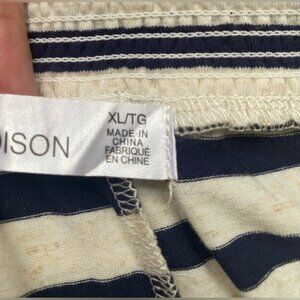 DISON
XL/TG
MADE IN
CHINA
FABRIQUÉ
EN CHINE